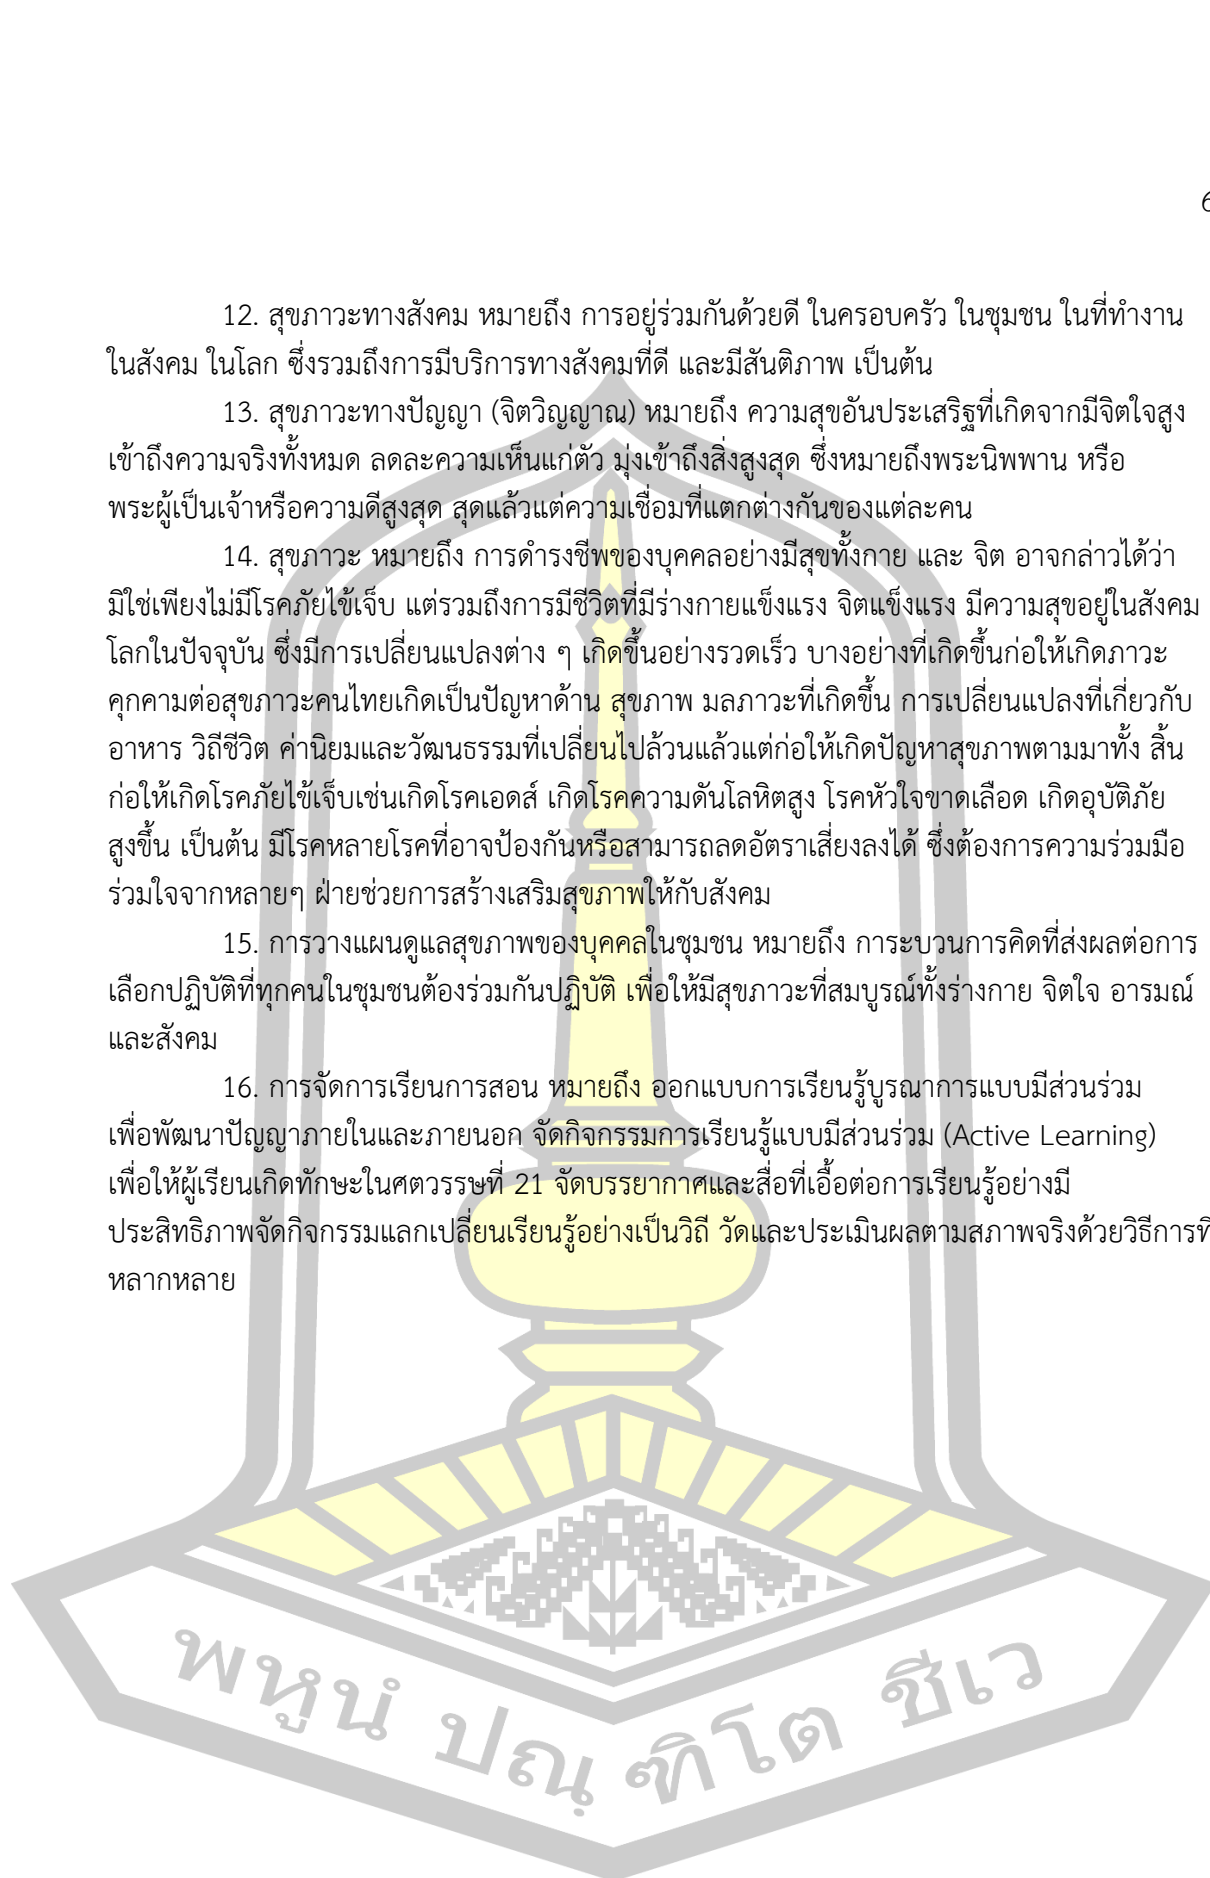 6
12. สุขภาวะทางสังคม หมายถึง การอยู่ร่วมกันด้วยดี ในครอบครัว ในชุมชน ในที่ทำงาน
ในสังคม ในโลก ซึ่งรวมถึงการมีบริการทางสังคมที่ดี และมีสันติภาพ เป็นต้น
13. สุขภาวะทางปัญญา (จิตวิญญาณ) หมายถึง ความสุขอันประเสริฐที่เกิดจากมีจิตใจสูง
เข้าถึงความจริงทั้งหมด ลดละความเห็นแก่ตัว มุ่งเข้าถึงสิ่งสูงสุด ซึ่งหมายถึงพระนิพพาน หรือ
พระผู้เป็นเจ้าหรือความดีสูงสุด สุดแล้วแต่ความเชื่อมที่แตกต่างกันของแต่ละคน
14. สุขภาวะ หมายถึง การดำรงชีพของบุคคลอย่างมีสุขทั้งกาย และ จิต อาจกล่าวได้ว่า
มิใช่เพียงไม่มีโรคภัยไข้เจ็บ แต่รวมถึงการมีชีวิตที่มีร่างกายแข็งแรง จิตแข็งแรง มีความสุขอยู่ในสังคม
โลกในปัจจุบัน ซึ่งมีการเปลี่ยนแปลงต่าง ๆ เกิดขึ้นอย่างรวดเร็ว บางอย่างที่เกิดขึ้นก่อให้เกิดภาวะ
คุกคามต่อสุขภาวะคนไทยเกิดเป็นปัญหาด้าน สุขภาพ มลภาวะที่เกิดขึ้น การเปลี่ยนแปลงที่เกี่ยวกับ
อาหาร วิถีชีวิต ค่านิยมและวัฒนธรรมที่เปลี่ยนไปล้วนแล้วแต่ก่อให้เกิดปัญหาสุขภาพตามมาทั้ง สิ้น
ก่อให้เกิดโรคภัยไข้เจ็บเช่นเกิดโรคเอดส์ เกิดโรคความดันโลหิตสูง โรคหัวใจขาดเลือด เกิดอุบัติภัย
สูงขึ้น เป็นต้น มีโรคหลายโรคที่อาจป้องกันหรือสามารถลดอัตราเสี่ยงลงได้ ซึ่งต้องการความร่วมมือ
ร่วมใจจากหลายๆ ฝ่ายช่วยการสร้างเสริมสุขภาพให้กับสังคม
15. การวางแผนดูแลสุขภาพของบุคคลในชุมชน หมายถึง การะบวนการคิดที่ส่งผลต่อการ
เลือกปฏิบัติที่ทุกคนในชุมชนต้องร่วมกันปฏิบัติ เพื่อให้มีสุขภาวะที่สมบูรณ์ทั้งร่างกาย จิตใจ อารมณ์
และสังคม
16. การจัดการเรียนการสอน หมายถึง ออกแบบการเรียนรู้บูรณาการแบบมีส่วนร่วม
เพื่อพัฒนาปัญญาภายในและภายนอก จัดกิจกรรมการเรียนรู้แบบมีส่วนร่วม (Active Learning)
เพื่อให้ผู้เรียนเกิดทักษะในศตวรรษที่ 21 จัดบรรยากาศและสื่อที่เอื้อต่อการเรียนรู้อย่างมี
ประสิทธิภาพจัดกิจกรรมแลกเปลี่ยนเรียนรู้อย่างเป็นวิถี วัดและประเมินผลตามสภาพจริงด้วยวิธีการที่
หลากหลาย
พหูนํ ปณฺฑิโต ชีเว